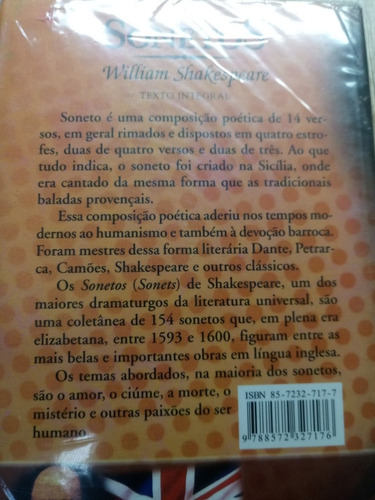 SONETOS
William Shakespeare
TEXTO INTEGRAL
Soneto é uma composição poética de 14 ver-
sos, em geral rimados e dispostos em quatro estro-
fes, duas de quatro versos e duas de três. Ao que
tudo indica, o soneto foi criado na Sicília, onde
era cantado da mesma forma que as tradicionais
baladas provençais.
Essa composição poética aderiu nos tempos mo-
dernos ao humanismo e também à devoção barroca.
Foram mestres dessa forma literária Dante, Petrar-
ca, Camões, Shakespeare e outros clássicos.
Os Sonetos (Sonets) de Shakespeare, um dos
maiores dramaturgos da literatura universal, são
uma coletânea de 154 sonetos que, em plena era
elizabetana, entre 1593 e 1600, figuram entre as
mais belas e importantes obras em língua inglesa.
Os temas abordados, na maioria dos sonetos,
são o amor, o ciúme, a morte, o
mistério e outras paixões do ser
humano
ISBN 85-7232-717-7
9 788572 327176